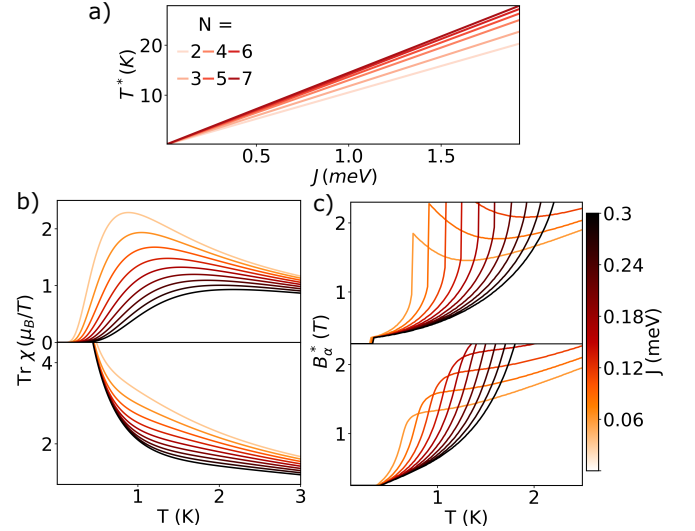 a)
N =
2 4 6
3 5 7
T* (K)
20
10
0.5 1.0 1.5
J (meV)
b)
Tr χ (μB/T)
2
1
0
4
2
1 2 3
T (K)
c)
B*α (T)
2
1
2
1
1 2
T (K)
0.3
0.24
0.18
0.12
0.06
J (meV)